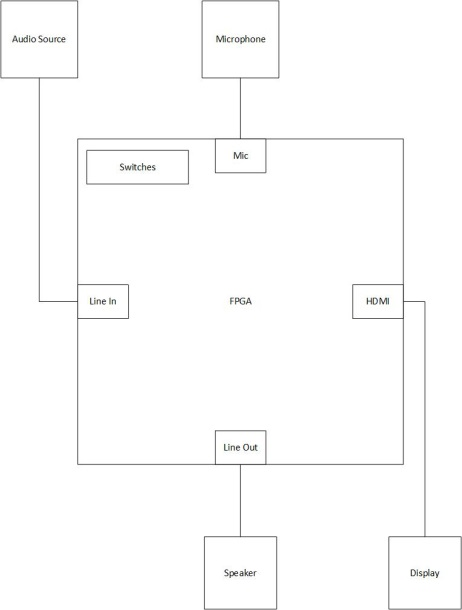 Audio Source
Microphone
Mic
Switches
Line In
FPGA
HDMI
Line Out
Speaker
Display